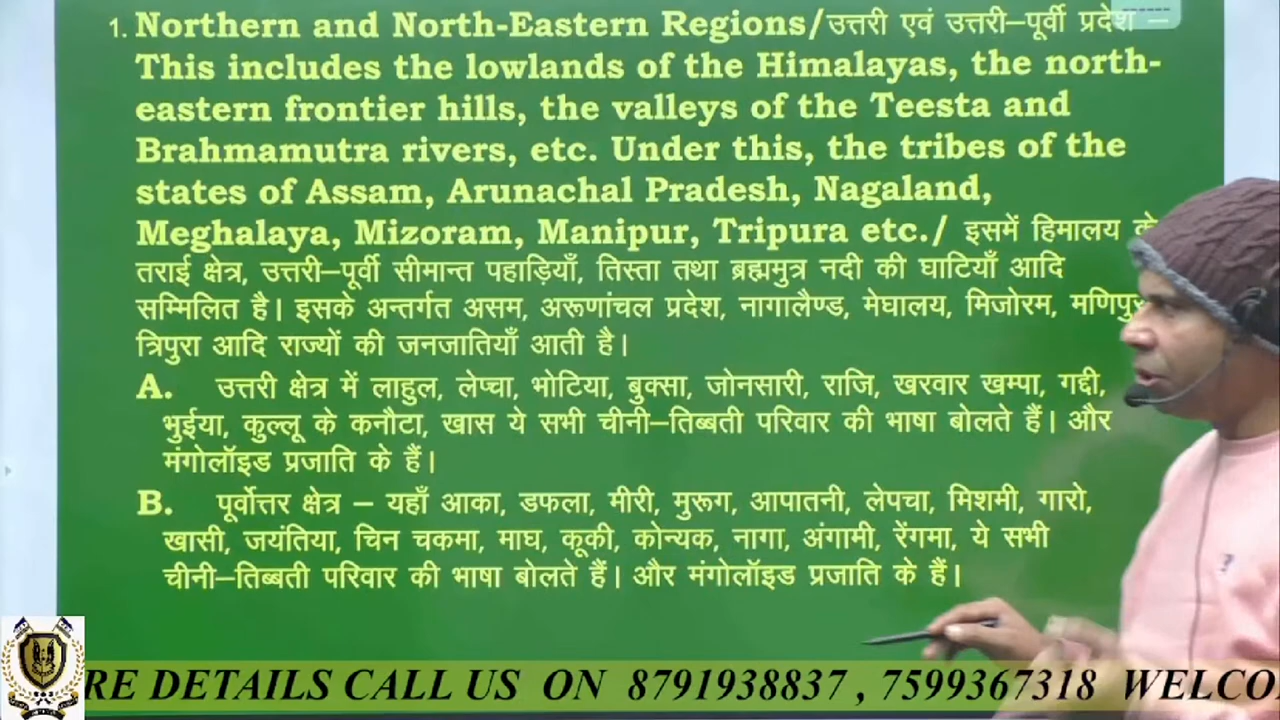 1. Northern and North-Eastern Regions/उत्तरी एवं उत्तरी–पूर्वी प्रदेश –
This includes the lowlands of the Himalayas, the north-
eastern frontier hills, the valleys of the Teesta and
Brahmamutra rivers, etc. Under this, the tribes of the
states of Assam, Arunachal Pradesh, Nagaland,
Meghalaya, Mizoram, Manipur, Tripura etc./ इसमें हिमालय के
तराई क्षेत्र, उत्तरी–पूर्वी सीमान्त पहाड़ियाँ, तिस्ता तथा ब्रह्ममुत्र नदी की घाटियाँ आदि
सम्मिलित है। इसके अन्तर्गत असम, अरूणांचल प्रदेश, नागालैण्ड, मेघालय, मिजोरम, मणिपुर
त्रिपुरा आदि राज्यों की जनजातियाँ आती है।
A. उत्तरी क्षेत्र में लाहुल, लेप्चा, भोटिया, बुक्सा, जोनसारी, राजि, खरवार खम्पा, गद्दी,
भुईया, कुल्लू के कनौटा, खास ये सभी चीनी–तिब्बती परिवार की भाषा बोलते हैं। और
मंगोलॉइड प्रजाति के हैं।
B. पूर्वोत्तर क्षेत्र – यहाँ आका, डफला, मीरी, मुरूग, आपातनी, लेपचा, मिशमी, गारो,
खासी, जयंतिया, चिन चकमा, माघ, कूकी, कोन्यक, नागा, अंगामी, रेंगमा, ये सभी
चीनी–तिब्बती परिवार की भाषा बोलते हैं। और मंगोलॉइड प्रजाति के हैं।
RE DETAILS CALL US ON 8791938837 , 7599367318 WELCO